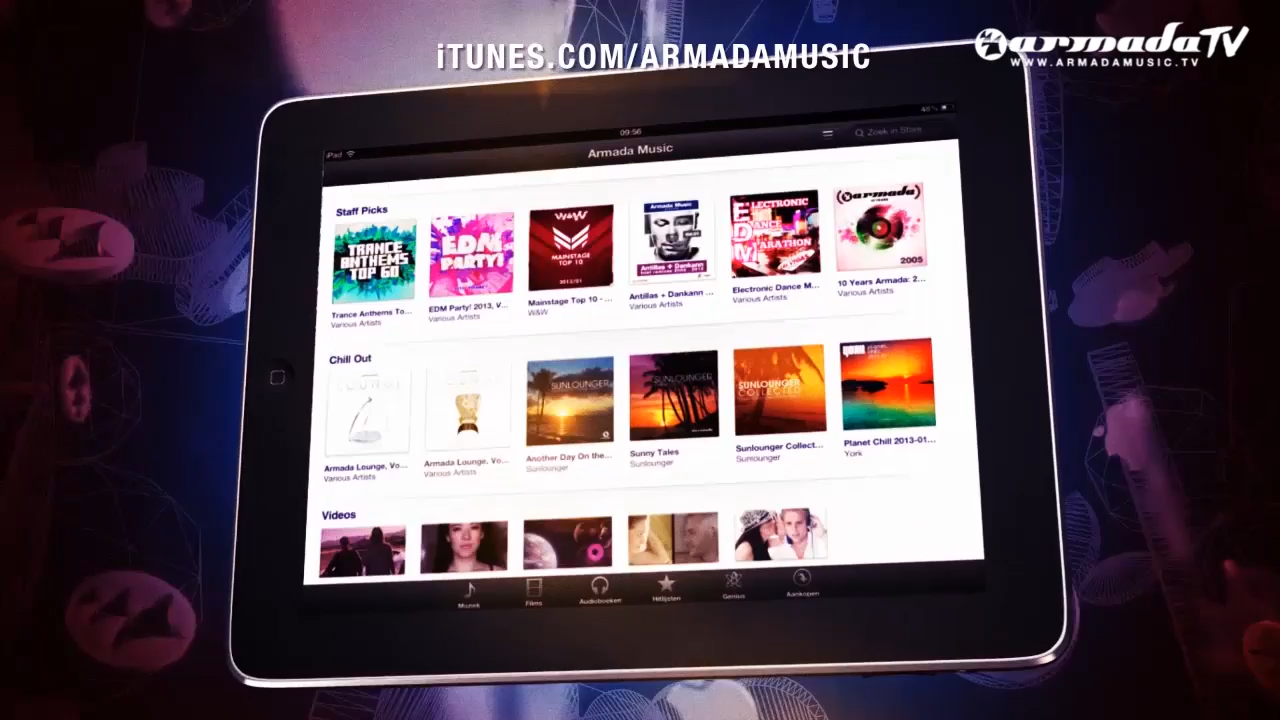 iTUNES.COM/ARMADAMUSIC
armadaTV
WWW.ARMADAMUSIC.TV
iPad
09:56
Armada Music
Zoek in Store
Staff Picks
TRANCE ANTHEMS TOP 60
EDM PARTY!
W&W
MAINSTAGE TOP 10
Armada Music
Antillas + Dankann
ELECTRONIC DANCE MARATHON
armada
2005
Trance Anthems To...
Various Artists
EDM Party! 2013, V...
Various Artists
Mainstage Top 10 - ...
W&W
Antillas + Dankann ...
Various Artists
Electronic Dance M...
Various Artists
10 Years Armada: 2...
Various Artists
Chill Out
LOUNGE
SUNLOUNGER
SUNLOUNGER
SUNLOUNGER COLLECTED
YORK
Armada Lounge, Vo...
Various Artists
Armada Lounge, Vo...
Various Artists
Another Day On the...
Sunlounger
Sunny Tales
Sunlounger
Sunlounger Collect...
Sunlounger
Planet Chill 2013-01...
York
Videos
Muziek
Films
Audioboeken
Hitlijsten
Genius
Aankopen